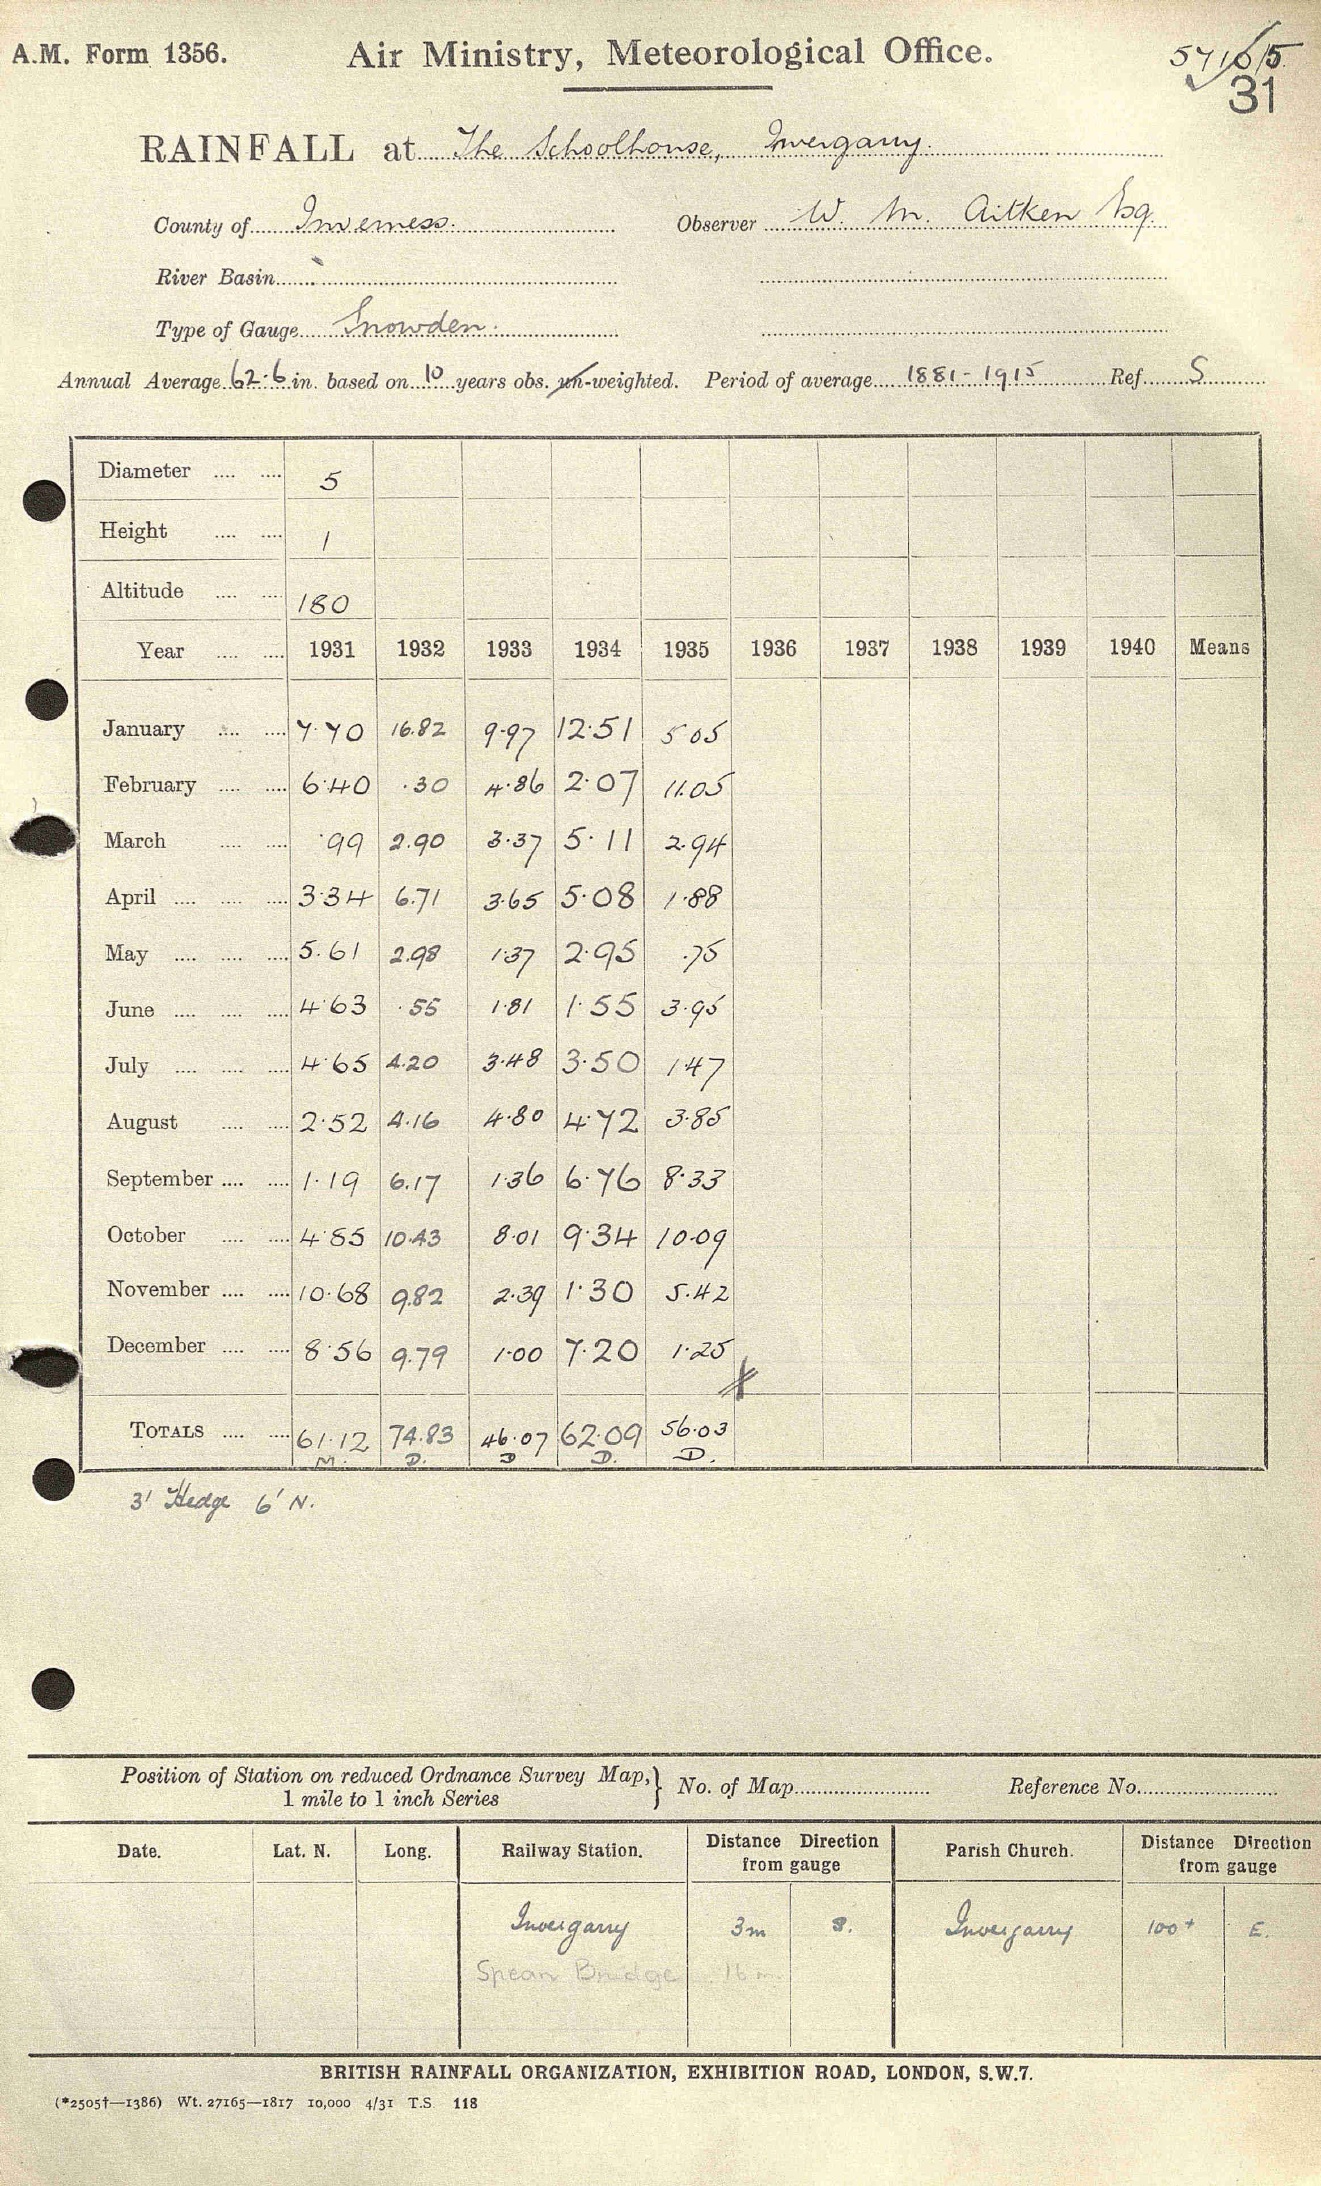 A.M. Form 1356. Air Ministry, Meteorological Office.
31
RAINFALL at The Schoolhouse, Invergarry.
County of Inverness. Observer W. M. Aitken Esq.
River Basin
Type of Gauge Snowden.
Annual Average 62·6 in. based on 10 years obs. un-weighted. Period of average 1881-1915 Ref S
Diameter 5
Height 1
Altitude 180
Year 1931 1932 1933 1934 1935 1936 1937 1938 1939 1940 Means
January 7·70 16.82 9·97 12·51 5·05
February 6·40 ·30 4·86 2·07 11.05
March ·99 2.90 3·37 5·11 2·94
April 3·34 6.71 3·65 5·08 1·88
May 5·61 2.98 1·37 2·95 ·75
June 4·63 ·55 1·81 1·55 3·95
July 4·65 4.20 3·48 3·50 1·47
August 2·52 4.16 4·80 4·72 3·85
September 1·19 6.17 1·36 6·76 8·33
October 4·85 10.43 8·01 9·34 10·09
November 10·68 9.82 2·39 1·30 5·42
December 8·56 9.79 1·00 7·20 1·25
TOTALS 61·12 74.83 46·07 62·09 56·03
M. D. D D. D.
3' Hedge 6' N.
Position of Station on reduced Ordnance Survey Map, 1 mile to 1 inch Series } No. of Map Reference No.
Date. Lat. N. Long. Railway Station. Distance Direction from gauge Parish Church. Distance Direction from gauge
Invergarry 3m S. Invergarry 100+ E.
Spean Bridge 16 m
BRITISH RAINFALL ORGANIZATION, EXHIBITION ROAD, LONDON, S.W.7.
(*2505†—1386) Wt. 27165—1817 10,000 4/31 T.S. 118